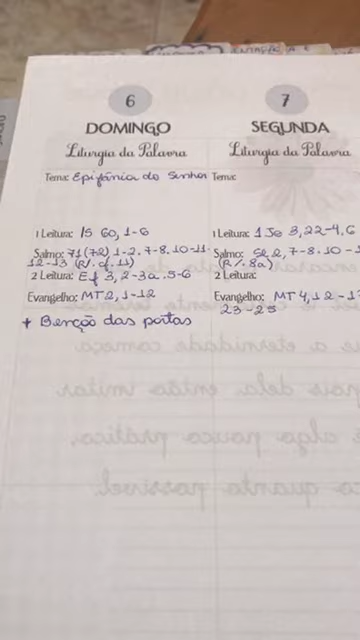 6
DOMINGO
Liturgia da Palavra
Tema: Epifânia do Senhor
1 Leitura: IS 60, 1-6
Salmo: 71 (72) 1-2. 7-8. 10-11.
12-13 (R/. cf. 11)
2 Leitura: Ef 3, 2-3a. 5-6
Evangelho: MT 2, 1-12
+ Benção das portas
7
SEGUNDA
Liturgia da Palavra
Tema:
1 Leitura: 1 Jo 3, 22-4, 6
Salmo: Sl 2, 7-8. 10-
(R/. 8a)
2 Leitura:
Evangelho: MT 4, 12-1
23-25